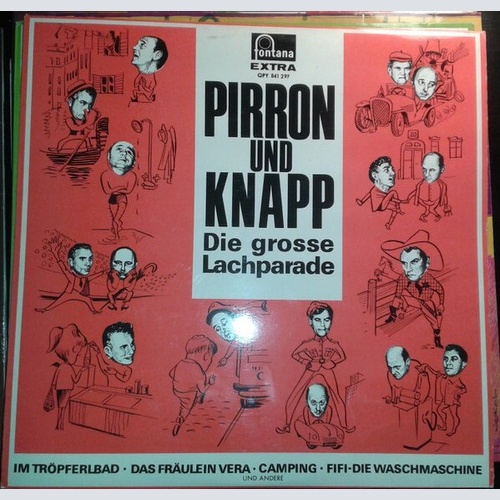 fontana
EXTRA
QPY 841 297
PIRRON
UND
KNAPP
Die grosse
Lachparade
IM TRÖPFERLBAD · DAS FRÄULEIN VERA · CAMPING · FIFI-DIE WASCHMASCHINE
UND ANDERE